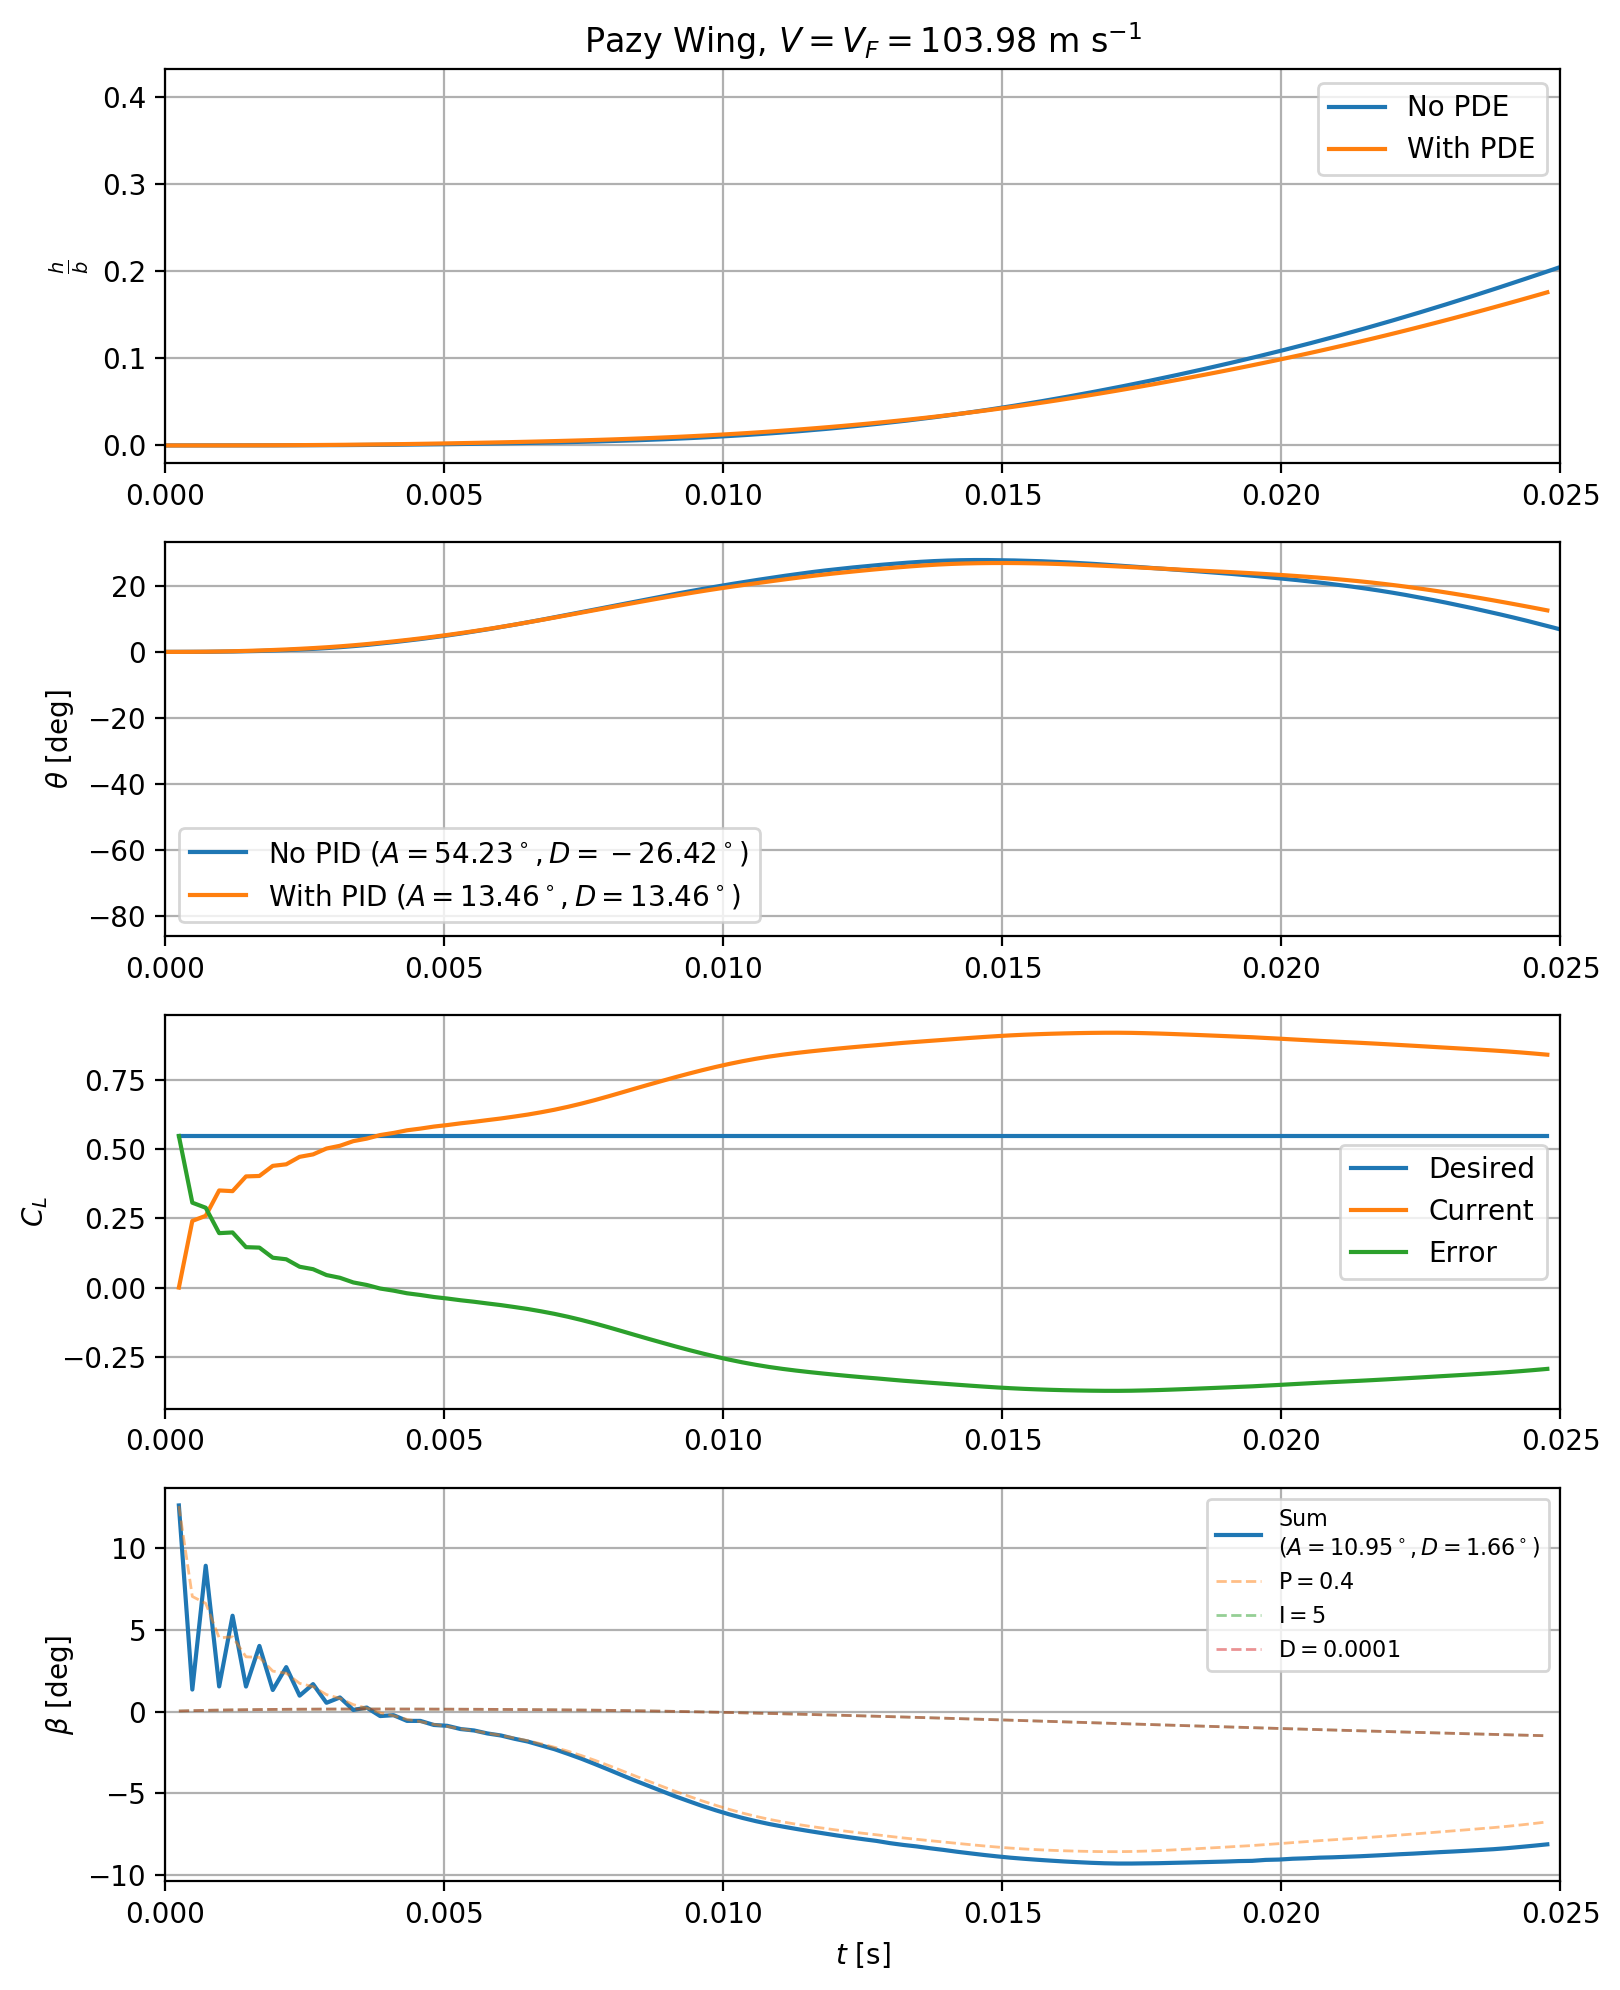 Pazy Wing, V = V_F = 103.98 m s⁻¹
0.4
0.3
0.2
0.1
0.0
h/b
No PDE
With PDE
0.000 0.005 0.010 0.015 0.020 0.025
20
0
−20
−40
−60
−80
θ [deg]
No PID (A = 54.23°, D = −26.42°)
With PID (A = 13.46°, D = 13.46°)
0.000 0.005 0.010 0.015 0.020 0.025
0.75
0.50
0.25
0.00
−0.25
C_L
Desired
Current
Error
0.000 0.005 0.010 0.015 0.020 0.025
10
5
0
−5
−10
β [deg]
Sum
(A = 10.95°, D = 1.66°)
P = 0.4
I = 5
D = 0.0001
0.000 0.005 0.010 0.015 0.020 0.025
t [s]